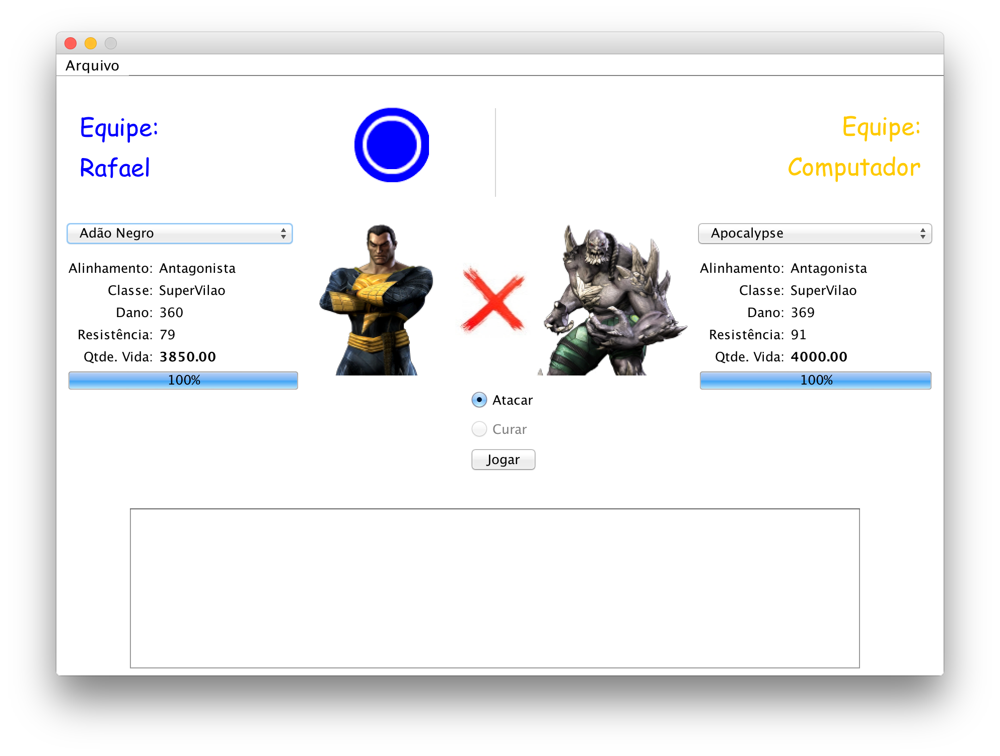 Arquivo
Equipe:
Rafael
Equipe:
Computador
Adão Negro
Alinhamento: Antagonista
Classe: SuperVilao
Dano: 360
Resistência: 79
Qtde. Vida: 3850.00
100%
Apocalypse
Alinhamento: Antagonista
Classe: SuperVilao
Dano: 369
Resistência: 91
Qtde. Vida: 4000.00
100%
Atacar
Curar
Jogar